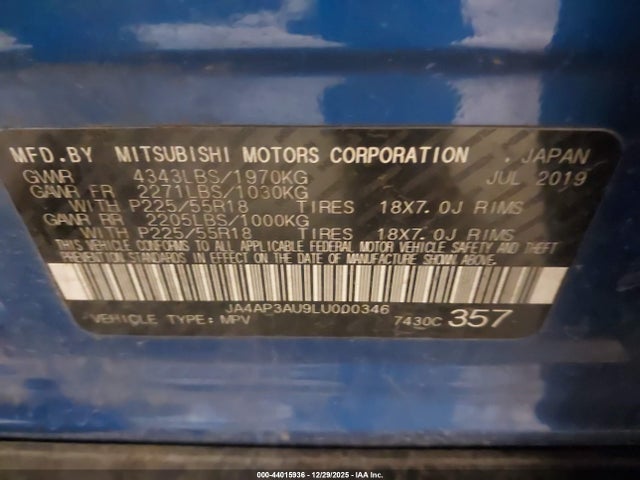 MFD. BY MITSUBISHI MOTORS CORPORATION . JAPAN
GVWR 4343LBS/1970KG JUL 2019
GAWR FR 2271LBS/1030KG
WITH P225/55R18 TIRES 18X7.0J RIMS
GAWR RR 2205LBS/1000KG
WITH P225/55R18 TIRES 18X7.0J RIMS
THIS VEHICLE CONFORMS TO ALL APPLICABLE FEDERAL MOTOR VEHICLE SAFETY AND THEFT
PREVENTION STANDARDS IN EFFECT ON THE DATE OF MANUFACTURE SHOWN ABOVE.
JA4AP3AU9LU000346
VEHICLE TYPE: MPV 7430C 357
000-44015936 - 12/29/2025 - IAA Inc.